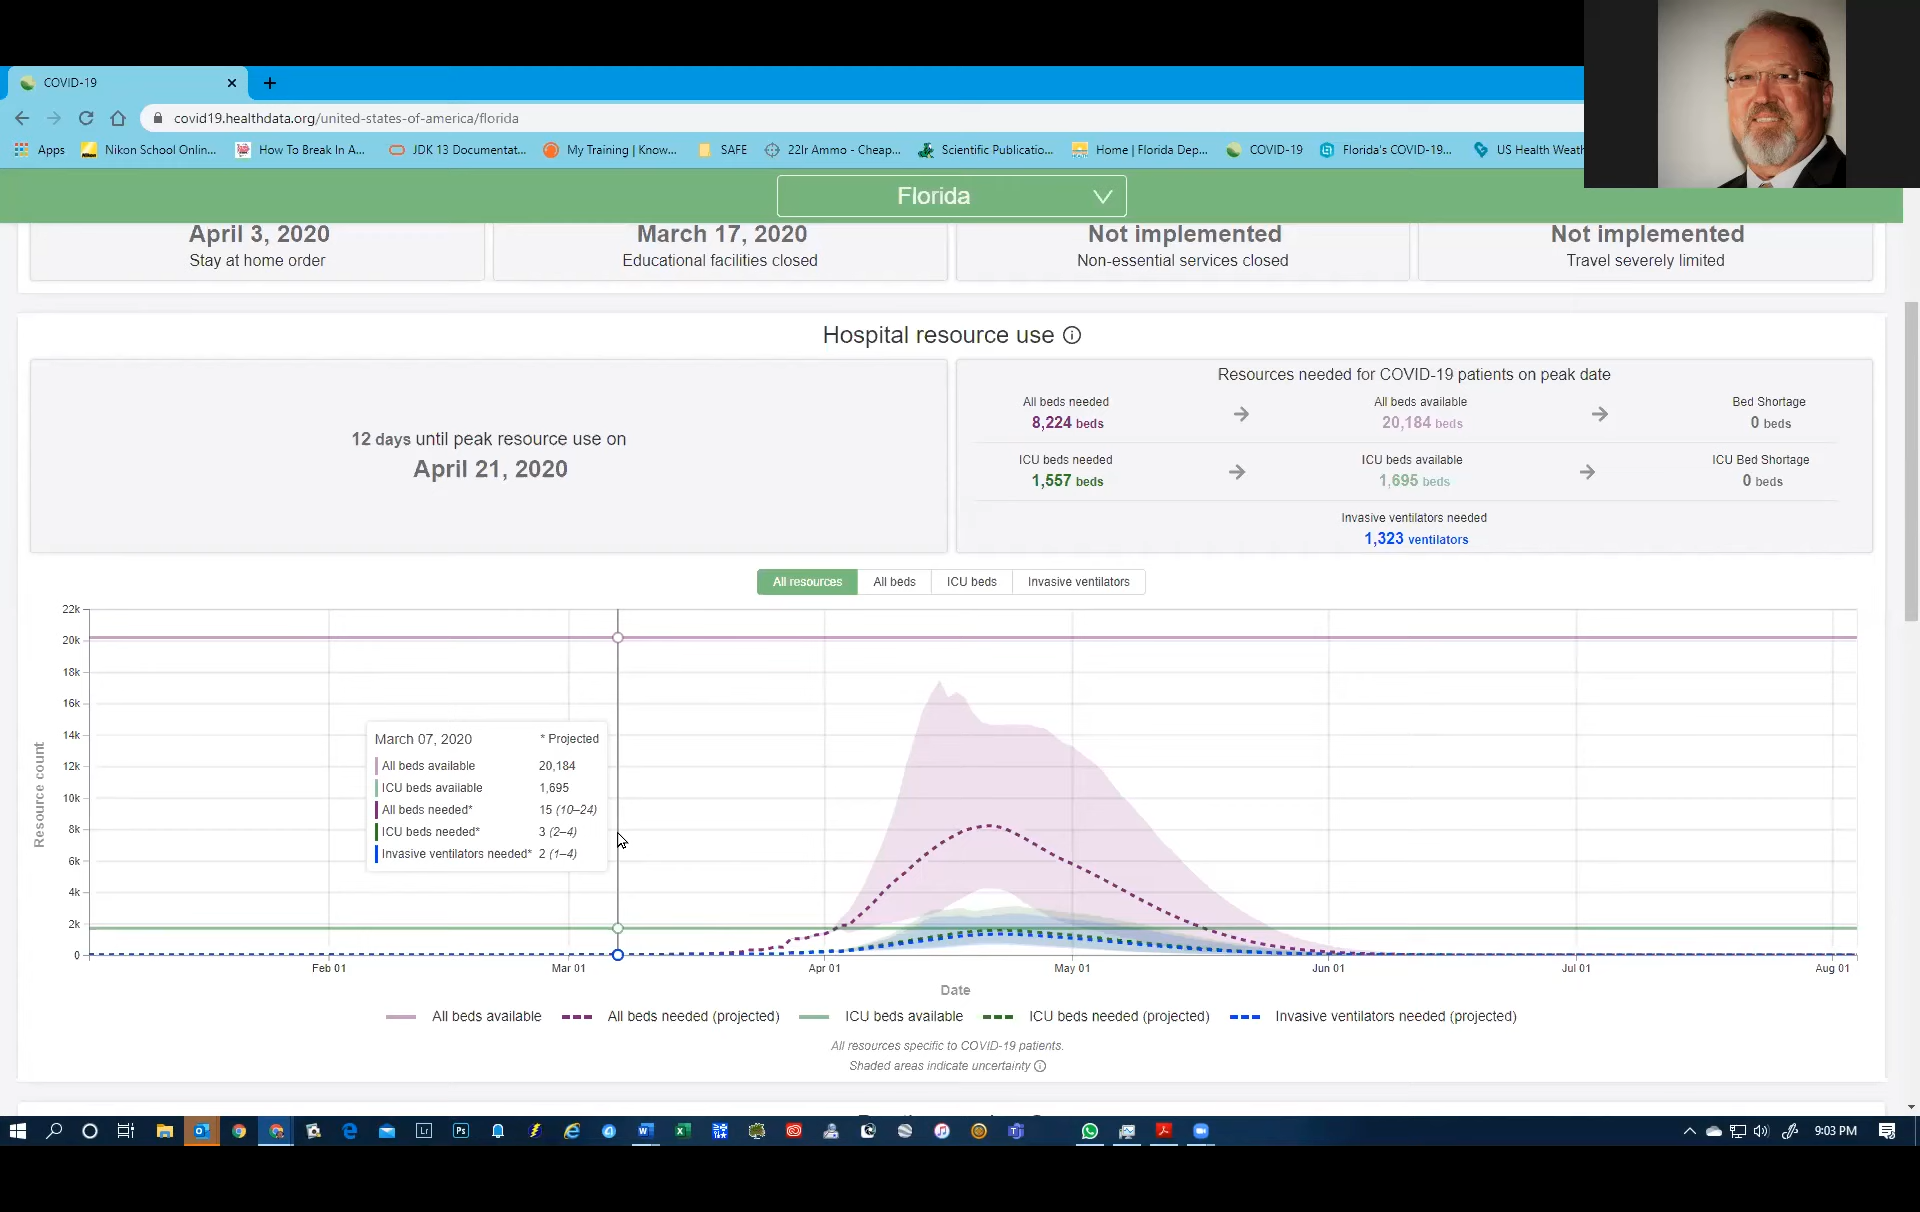 COVID-19
covid19.healthdata.org/united-states-of-america/florida
Apps Nikon School Onlin... How To Break In A... JDK 13 Documentat... My Training | Know... SAFE 22lr Ammo - Cheap... Scientific Publicatio... Home | Florida Dep... COVID-19 Florida's COVID-19... US Health Weath
Florida
April 3, 2020
Stay at home order
March 17, 2020
Educational facilities closed
Not implemented
Non-essential services closed
Not implemented
Travel severely limited
Hospital resource use
12 days until peak resource use on
April 21, 2020
Resources needed for COVID-19 patients on peak date
All beds needed
8,224 beds
All beds available
20,184 beds
Bed Shortage
0 beds
ICU beds needed
1,557 beds
ICU beds available
1,695 beds
ICU Bed Shortage
0 beds
Invasive ventilators needed
1,323 ventilators
All resources All beds ICU beds Invasive ventilators
22k
20k
18k
16k
14k
12k
10k
8k
6k
4k
2k
0
Resource count
March 07, 2020 * Projected
All beds available 20,184
ICU beds available 1,695
All beds needed* 15 (10–24)
ICU beds needed* 3 (2–4)
Invasive ventilators needed* 2 (1–4)
Feb 01 Mar 01 Apr 01 May 01 Jun 01 Jul 01 Aug 01
Date
All beds available All beds needed (projected) ICU beds available ICU beds needed (projected) Invasive ventilators needed (projected)
All resources specific to COVID-19 patients.
Shaded areas indicate uncertainty
9:03 PM